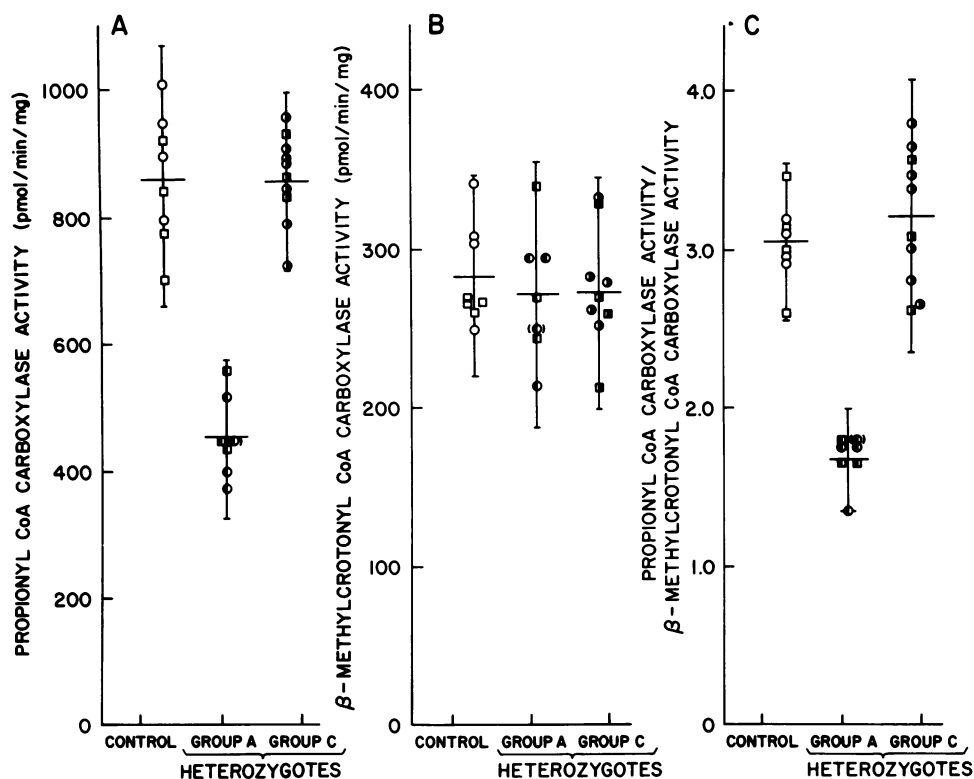 A
PROPIONYL CoA CARBOXYLASE ACTIVITY (pmol/min/mg)
1000
800
600
400
200
0
CONTROL GROUP A GROUP C
HETEROZYGOTES
B
β-METHYLCROTONYL CoA CARBOXYLASE ACTIVITY (pmol/min/mg)
400
300
200
100
0
CONTROL GROUP A GROUP C
HETEROZYGOTES
C
PROPIONYL CoA CARBOXYLASE ACTIVITY/
β-METHYLCROTONYL CoA CARBOXYLASE ACTIVITY
4.0
3.0
2.0
1.0
0
CONTROL GROUP A GROUP C
HETEROZYGOTES